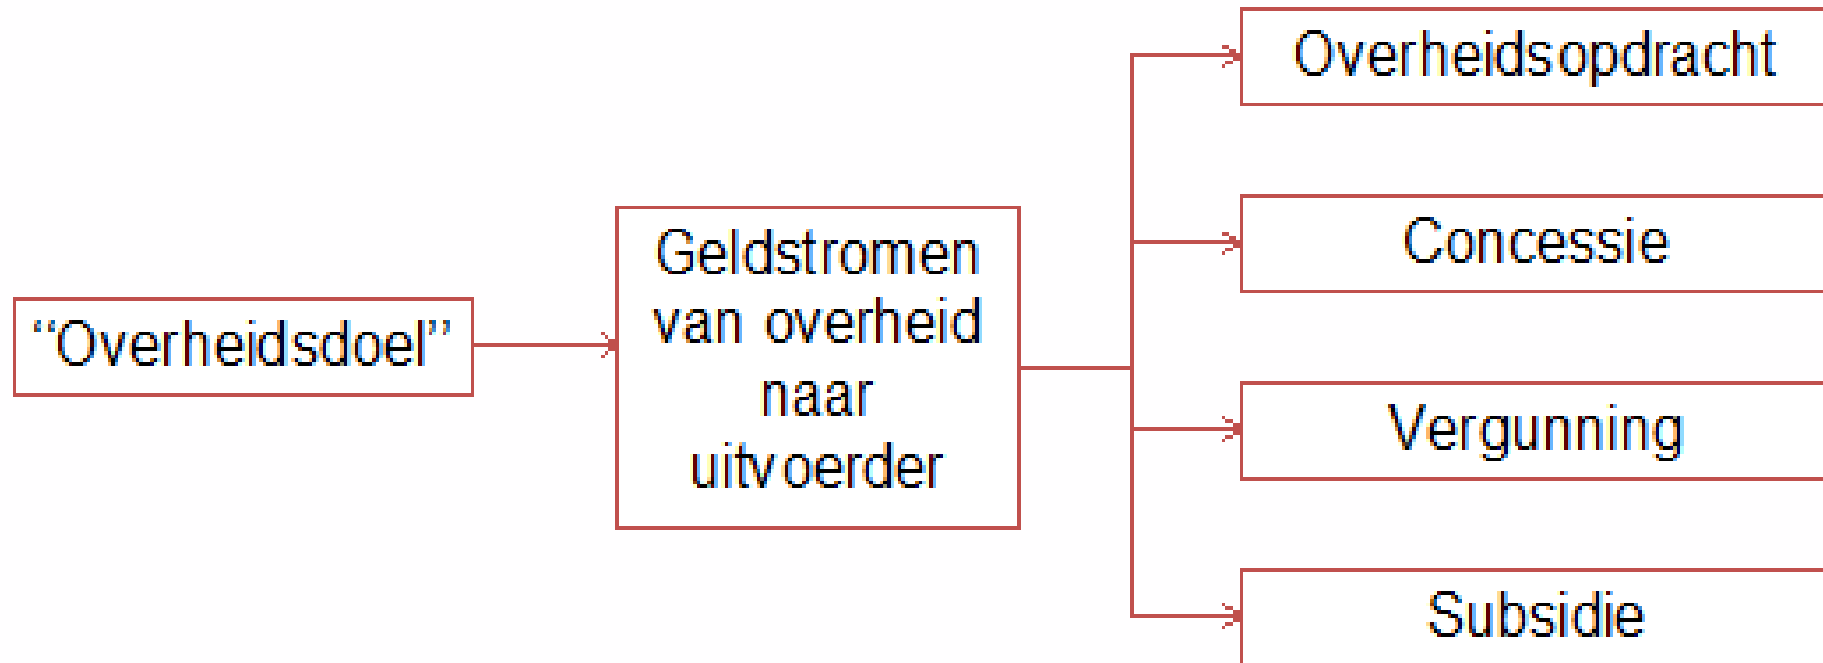 “Overheidsdoel”
Geldstromen
van overheid
naar
uitvoerder
Overheidsopdracht
Concessie
Vergunning
Subsidie